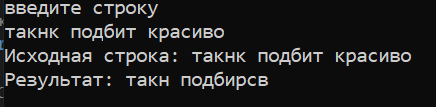 введите строку
такнк подбит красиво
Исходная строка: такнк подбит красиво
Результат: такн подбирсв